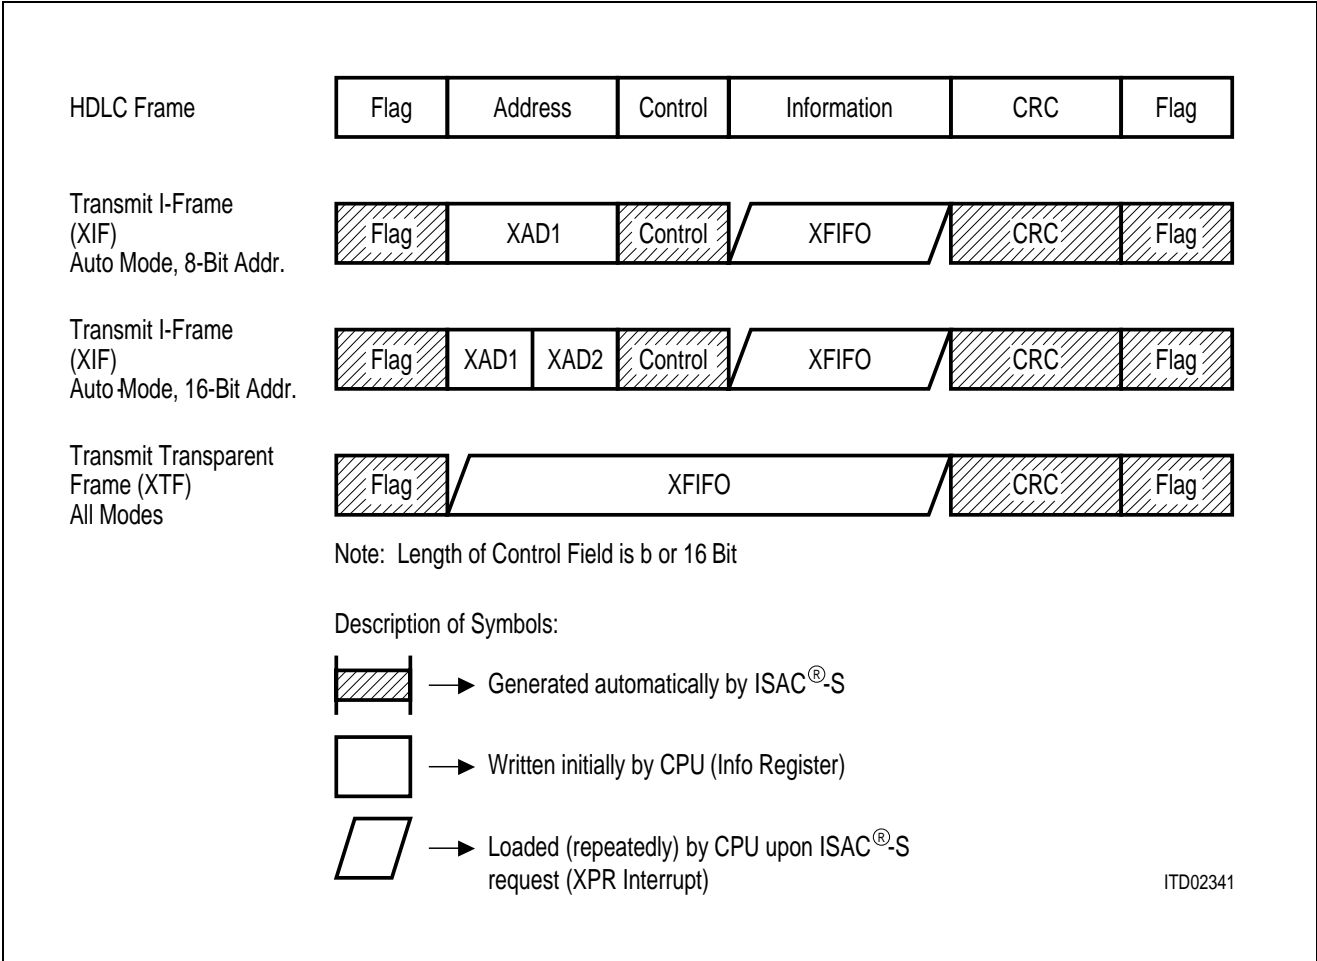 HDLC Frame
Flag Address Control Information CRC Flag
Transmit I-Frame
(XIF)
Auto Mode, 8-Bit Addr.
Flag XAD1 Control XFIFO CRC Flag
Transmit I-Frame
(XIF)
Auto-Mode, 16-Bit Addr.
Flag XAD1 XAD2 Control XFIFO CRC Flag
Transmit Transparent
Frame (XTF)
All Modes
Flag XFIFO CRC Flag
Note: Length of Control Field is b or 16 Bit
Description of Symbols:
Generated automatically by ISAC®-S
Written initially by CPU (Info Register)
Loaded (repeatedly) by CPU upon ISAC®-S
request (XPR Interrupt)
ITD02341